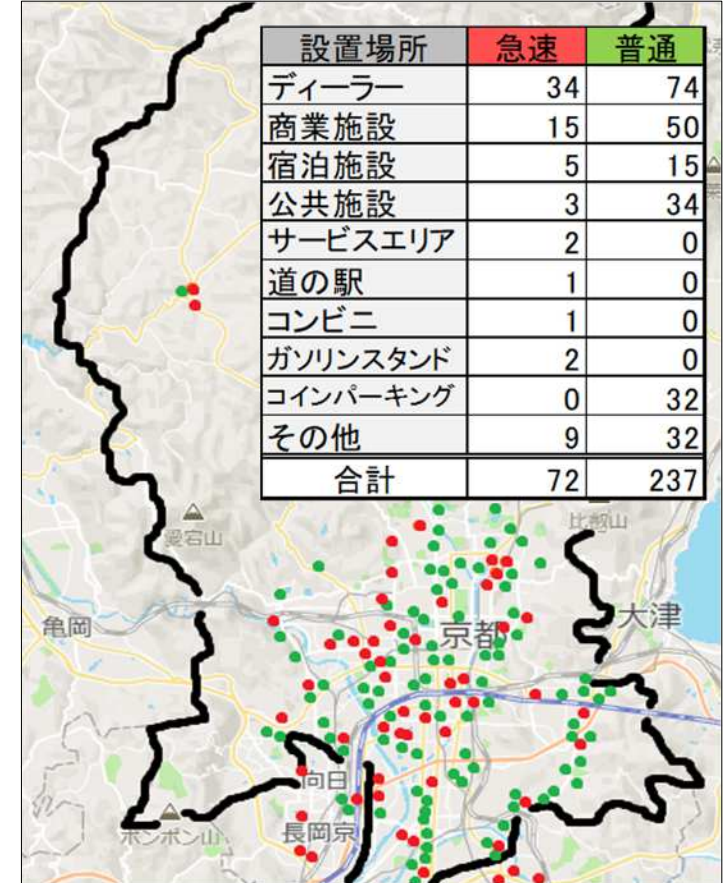 設置場所 急速 普通
ディーラー 34 74
商業施設 15 50
宿泊施設 5 15
公共施設 3 34
サービスエリア 2 0
道の駅 1 0
コンビニ 1 0
ガソリンスタンド 2 0
コインパーキング 0 32
その他 9 32
合計 72 237
比叡山
愛宕山
亀岡
大津
京都
向日
ポンポン山
長岡京